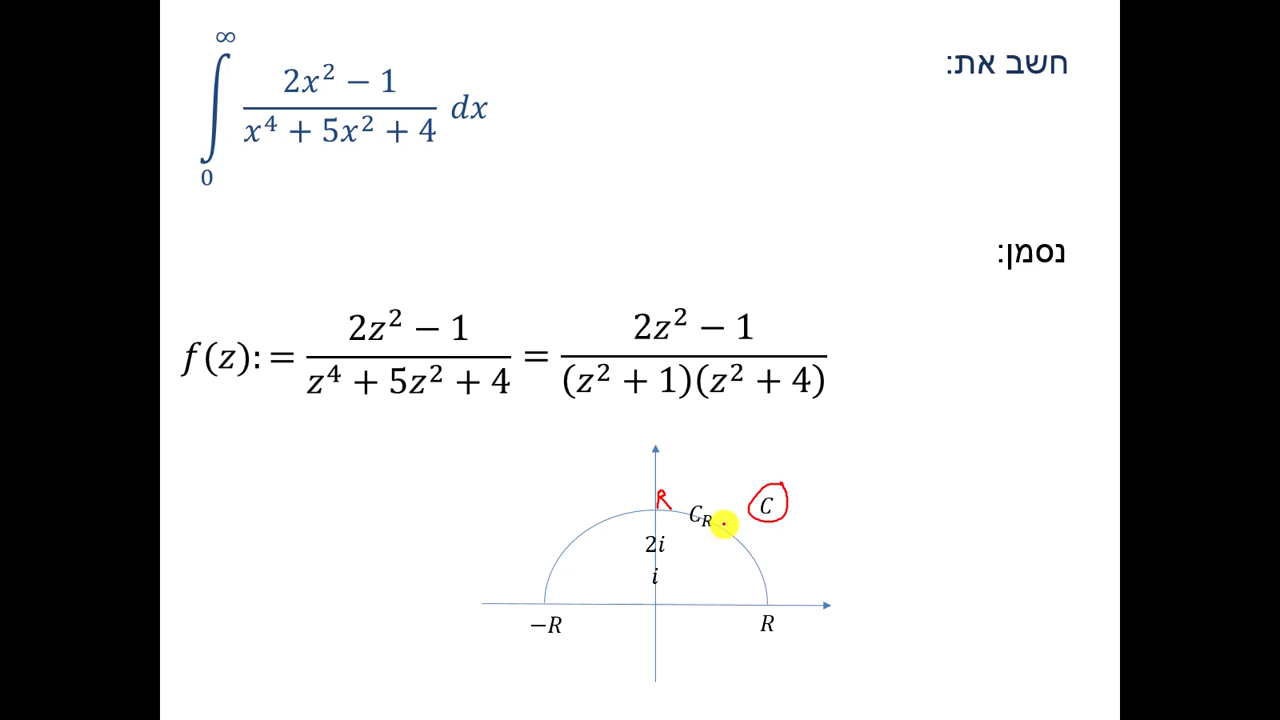 חשב את:
∫₀^∞ (2x² − 1)/(x⁴ + 5x² + 4) dx
נסמן:
f(z): = (2z² − 1)/(z⁴ + 5z² + 4) = (2z² − 1)/((z² + 1)(z² + 4))
R C_R C
2i
i
−R R